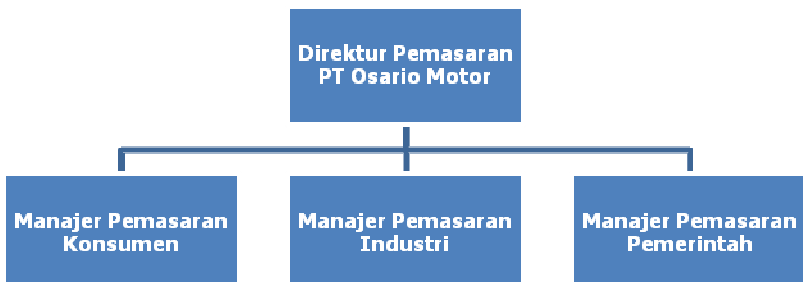 Direktur Pemasaran
PT Osario Motor
Manajer Pemasaran
Konsumen
Manajer Pemasaran
Industri
Manajer Pemasaran
Pemerintah